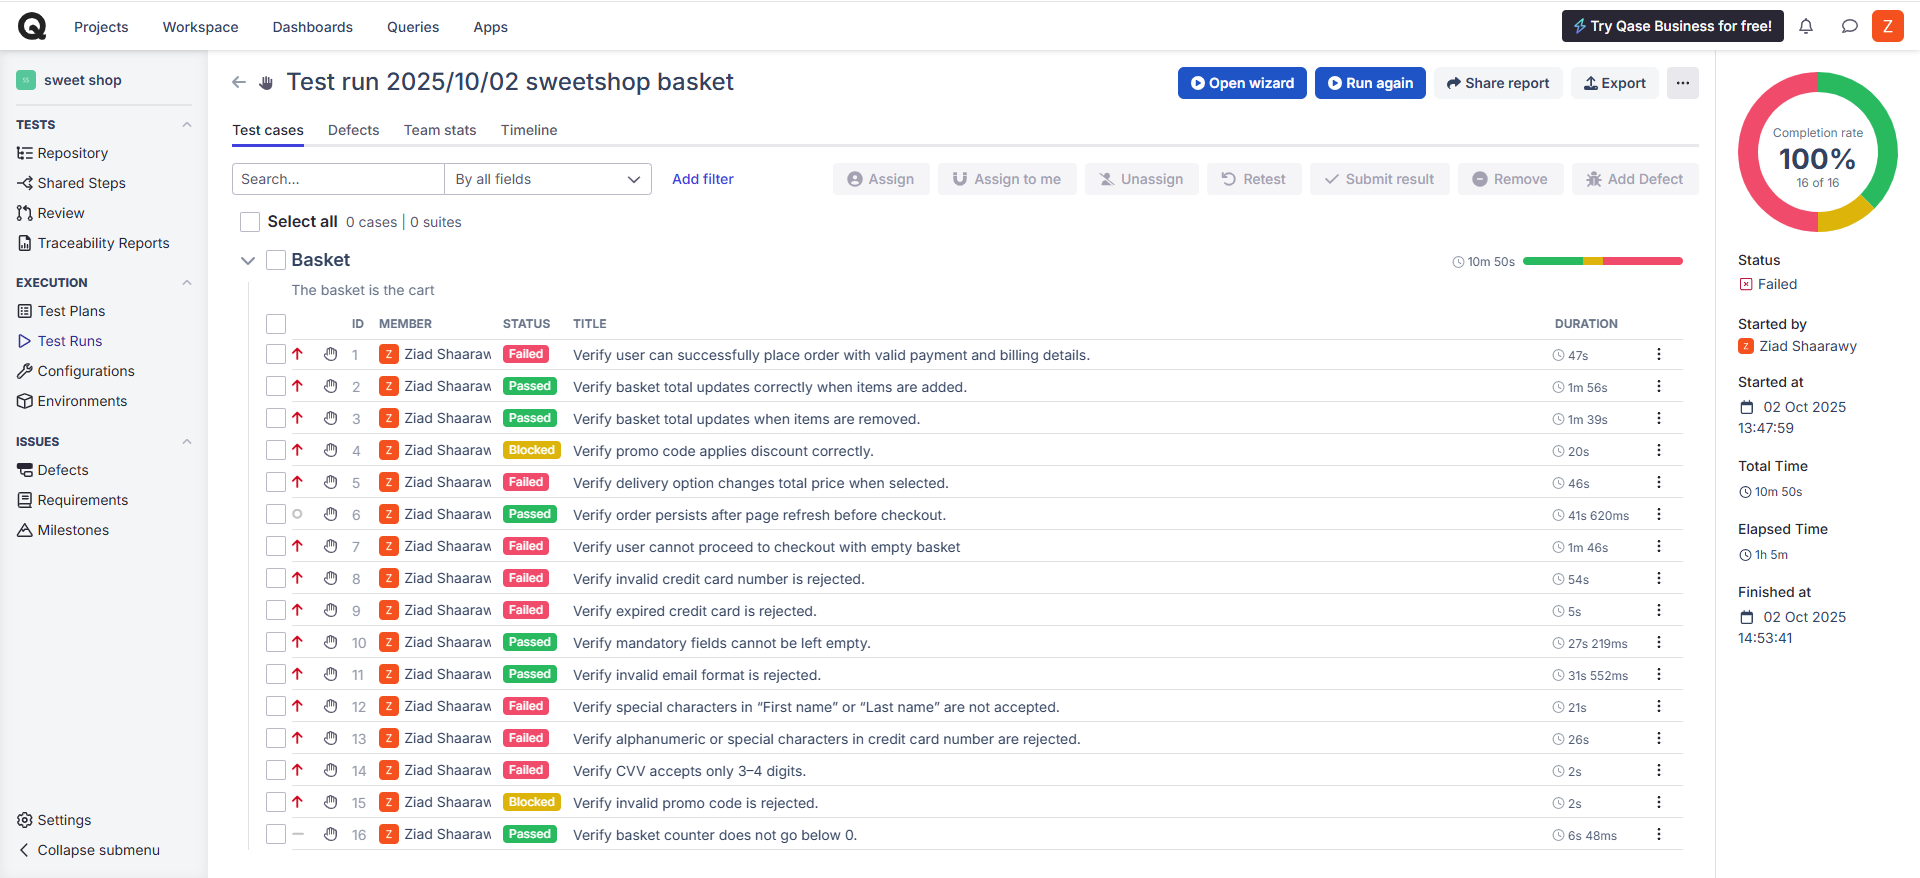 Projects Workspace Dashboards Queries Apps Try Qase Business for free! Z
ss sweet shop
TESTS
Repository
Shared Steps
Review
Traceability Reports
EXECUTION
Test Plans
Test Runs
Configurations
Environments
ISSUES
Defects
Requirements
Milestones
Settings
Collapse submenu
Test run 2025/10/02 sweetshop basket
Open wizard Run again Share report Export
Test cases Defects Team stats Timeline
Search... By all fields Add filter Assign Assign to me Unassign Retest Submit result Remove Add Defect
Select all 0 cases | 0 suites
Basket 10m 50s
The basket is the cart
ID MEMBER STATUS TITLE DURATION
1 Z Ziad Shaaraw Failed Verify user can successfully place order with valid payment and billing details. 47s
2 Z Ziad Shaaraw Passed Verify basket total updates correctly when items are added. 1m 56s
3 Z Ziad Shaaraw Passed Verify basket total updates when items are removed. 1m 39s
4 Z Ziad Shaaraw Blocked Verify promo code applies discount correctly. 20s
5 Z Ziad Shaaraw Failed Verify delivery option changes total price when selected. 46s
6 Z Ziad Shaaraw Passed Verify order persists after page refresh before checkout. 41s 620ms
7 Z Ziad Shaaraw Failed Verify user cannot proceed to checkout with empty basket 1m 46s
8 Z Ziad Shaaraw Failed Verify invalid credit card number is rejected. 54s
9 Z Ziad Shaaraw Failed Verify expired credit card is rejected. 5s
10 Z Ziad Shaaraw Passed Verify mandatory fields cannot be left empty. 27s 219ms
11 Z Ziad Shaaraw Passed Verify invalid email format is rejected. 31s 552ms
12 Z Ziad Shaaraw Failed Verify special characters in “First name” or “Last name” are not accepted. 21s
13 Z Ziad Shaaraw Failed Verify alphanumeric or special characters in credit card number are rejected. 26s
14 Z Ziad Shaaraw Failed Verify CVV accepts only 3–4 digits. 2s
15 Z Ziad Shaaraw Blocked Verify invalid promo code is rejected. 2s
16 Z Ziad Shaaraw Passed Verify basket counter does not go below 0. 6s 48ms
Completion rate
100%
16 of 16
Status
Failed
Started by
Z Ziad Shaarawy
Started at
02 Oct 2025
13:47:59
Total Time
10m 50s
Elapsed Time
1h 5m
Finished at
02 Oct 2025
14:53:41